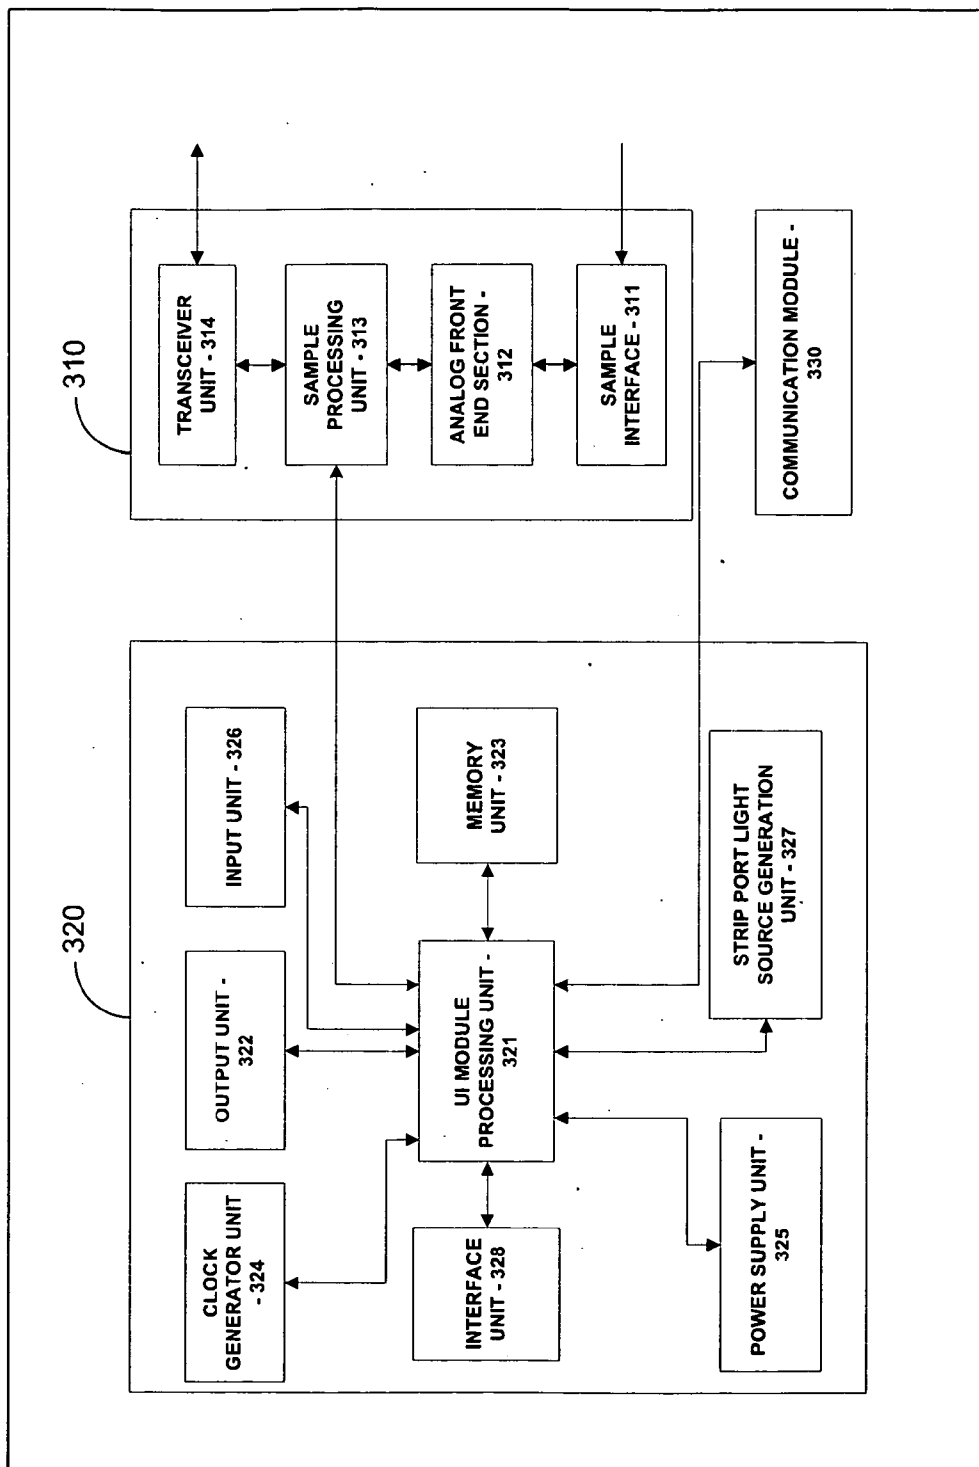 320
310
CLOCK
GENERATOR UNIT
- 324
OUTPUT UNIT -
322
INPUT UNIT - 326
INTERFACE
UNIT - 328
UI MODULE
PROCESSING UNIT -
321
MEMORY
UNIT - 323
POWER SUPPLY UNIT -
325
STRIP PORT LIGHT
SOURCE GENERATION
UNIT - 327
TRANSCEIVER
UNIT - 314
SAMPLE
PROCESSING
UNIT - 313
ANALOG FRONT
END SECTION -
312
SAMPLE
INTERFACE - 311
COMMUNICATION MODULE -
330